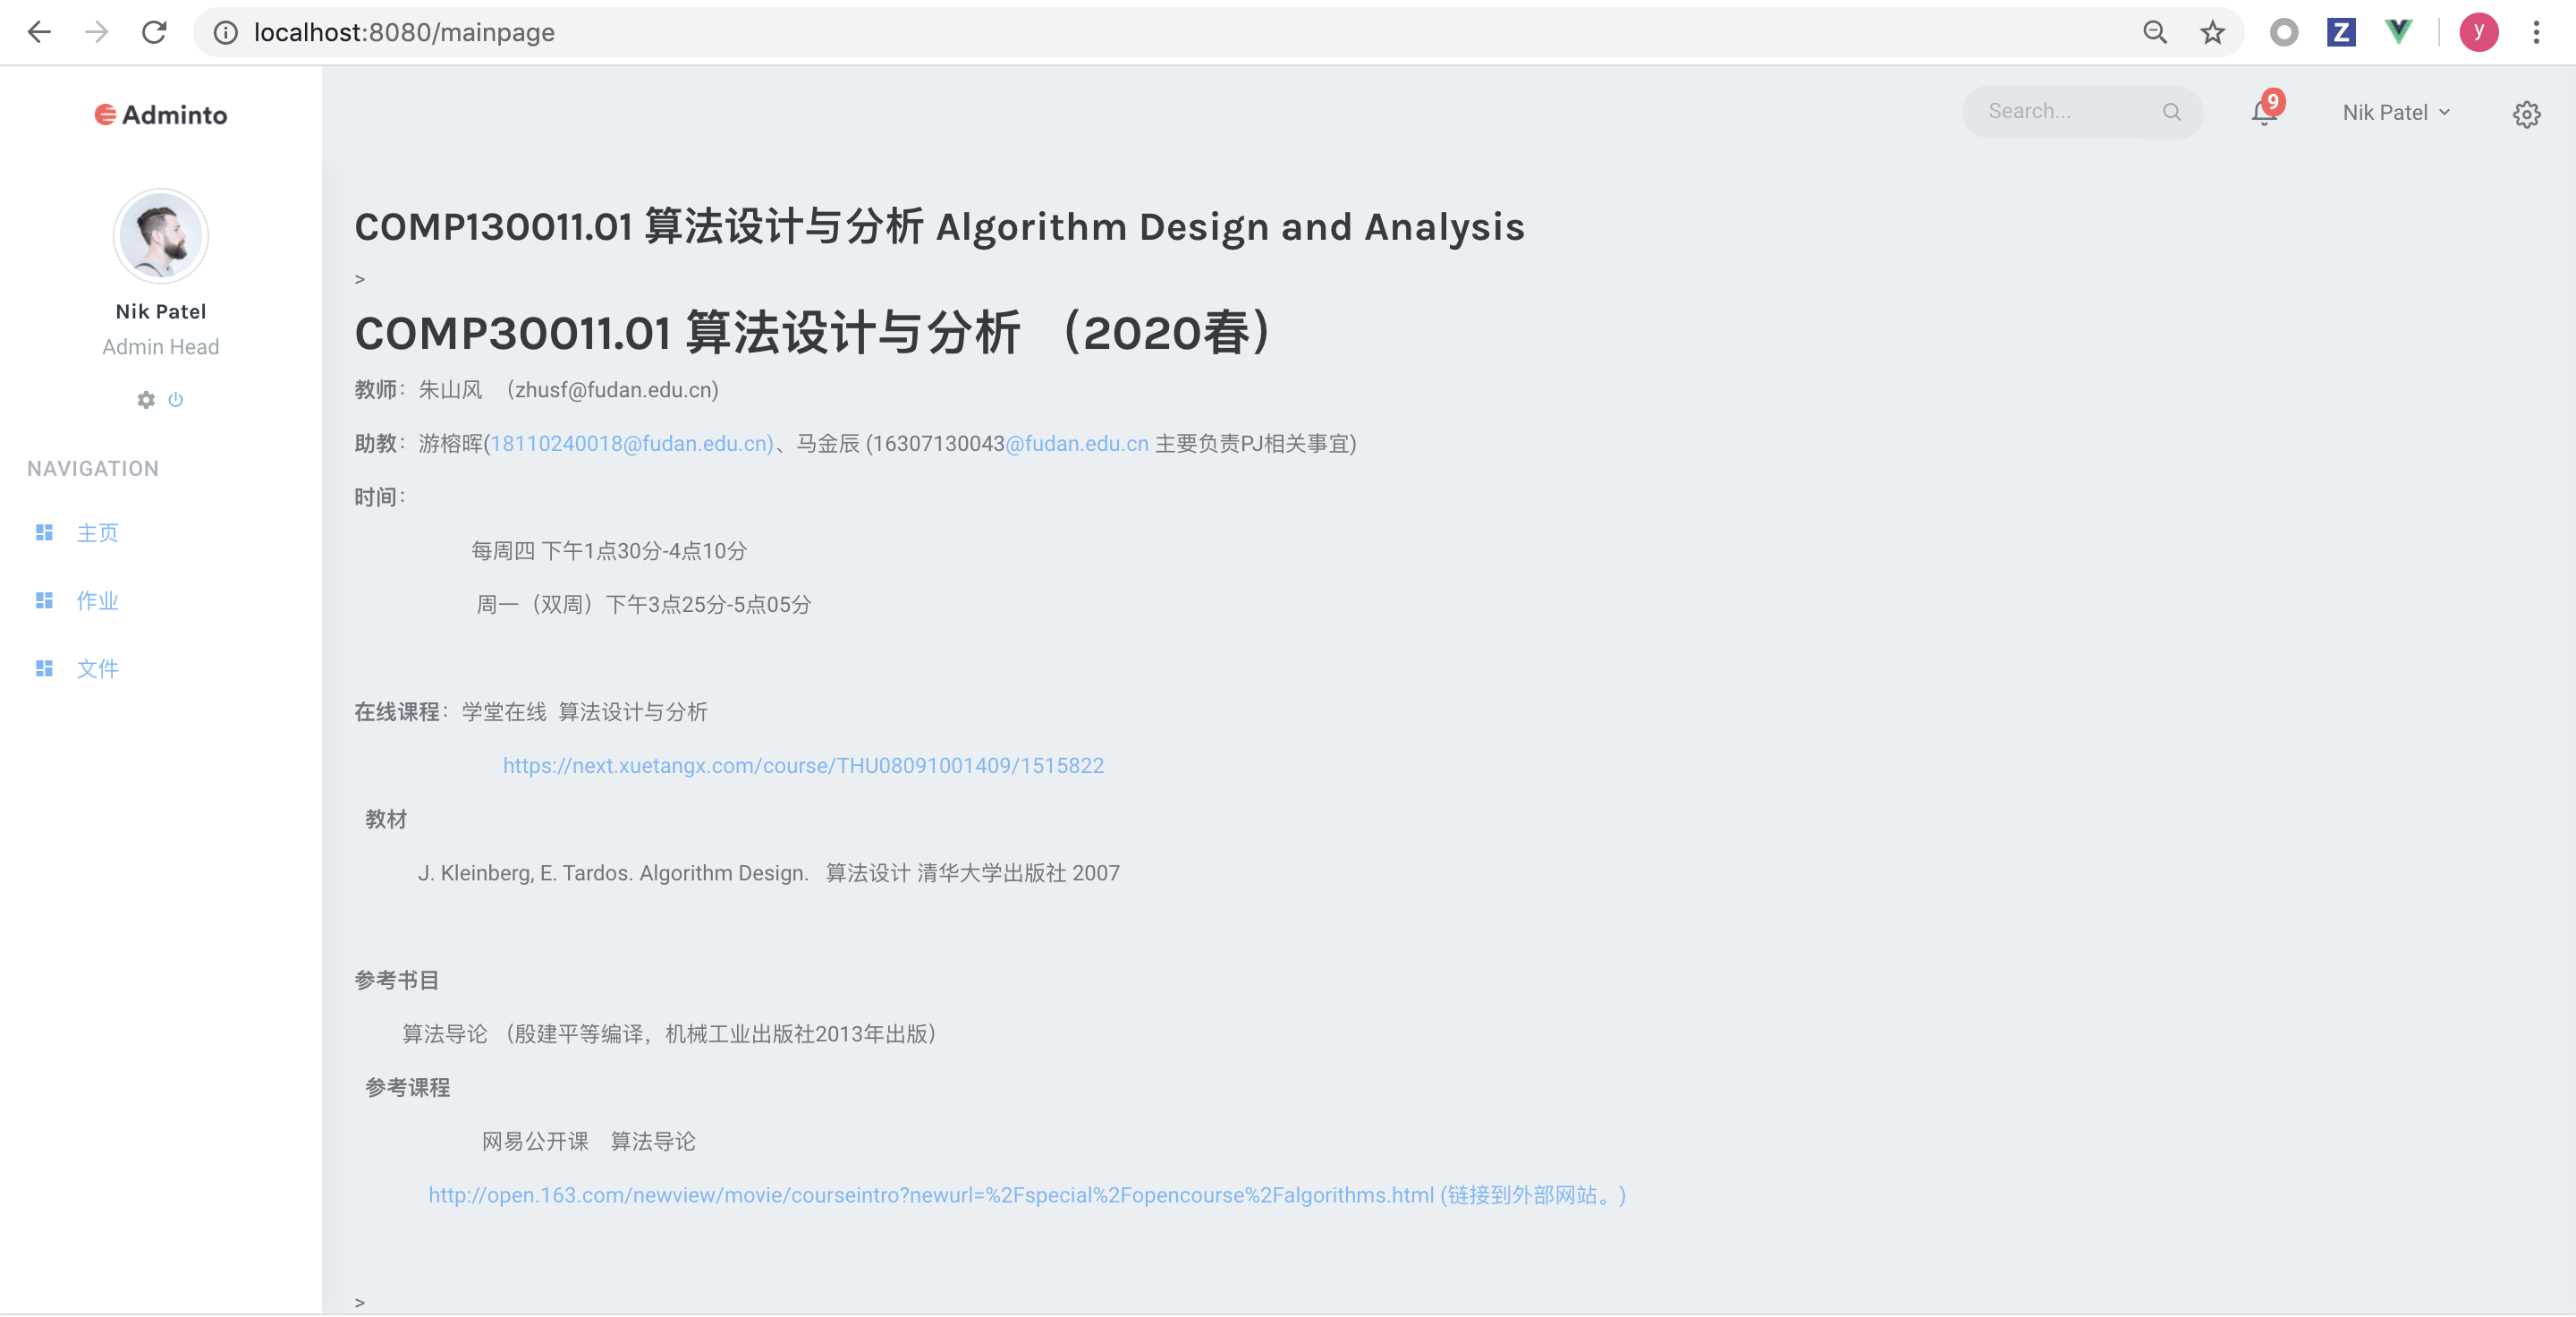 localhost:8080/mainpage
Z
y
Adminto
Search...
9
Nik Patel
Nik Patel
Admin Head
NAVIGATION
主页
作业
文件
COMP130011.01 算法设计与分析 Algorithm Design and Analysis
>
COMP30011.01 算法设计与分析 （2020春）
教师：朱山风 （zhusf@fudan.edu.cn)
助教：游榕晖(18110240018@fudan.edu.cn)、马金辰 (16307130043@fudan.edu.cn 主要负责PJ相关事宜)
时间：
每周四 下午1点30分-4点10分
周一（双周）下午3点25分-5点05分
在线课程：学堂在线 算法设计与分析
https://next.xuetangx.com/course/THU08091001409/1515822
教材
J. Kleinberg, E. Tardos. Algorithm Design. 算法设计 清华大学出版社 2007
参考书目
算法导论 （殷建平等编译，机械工业出版社2013年出版）
参考课程
网易公开课 算法导论
http://open.163.com/newview/movie/courseintro?newurl=%2Fspecial%2Fopencourse%2Falgorithms.html (链接到外部网站。)
>